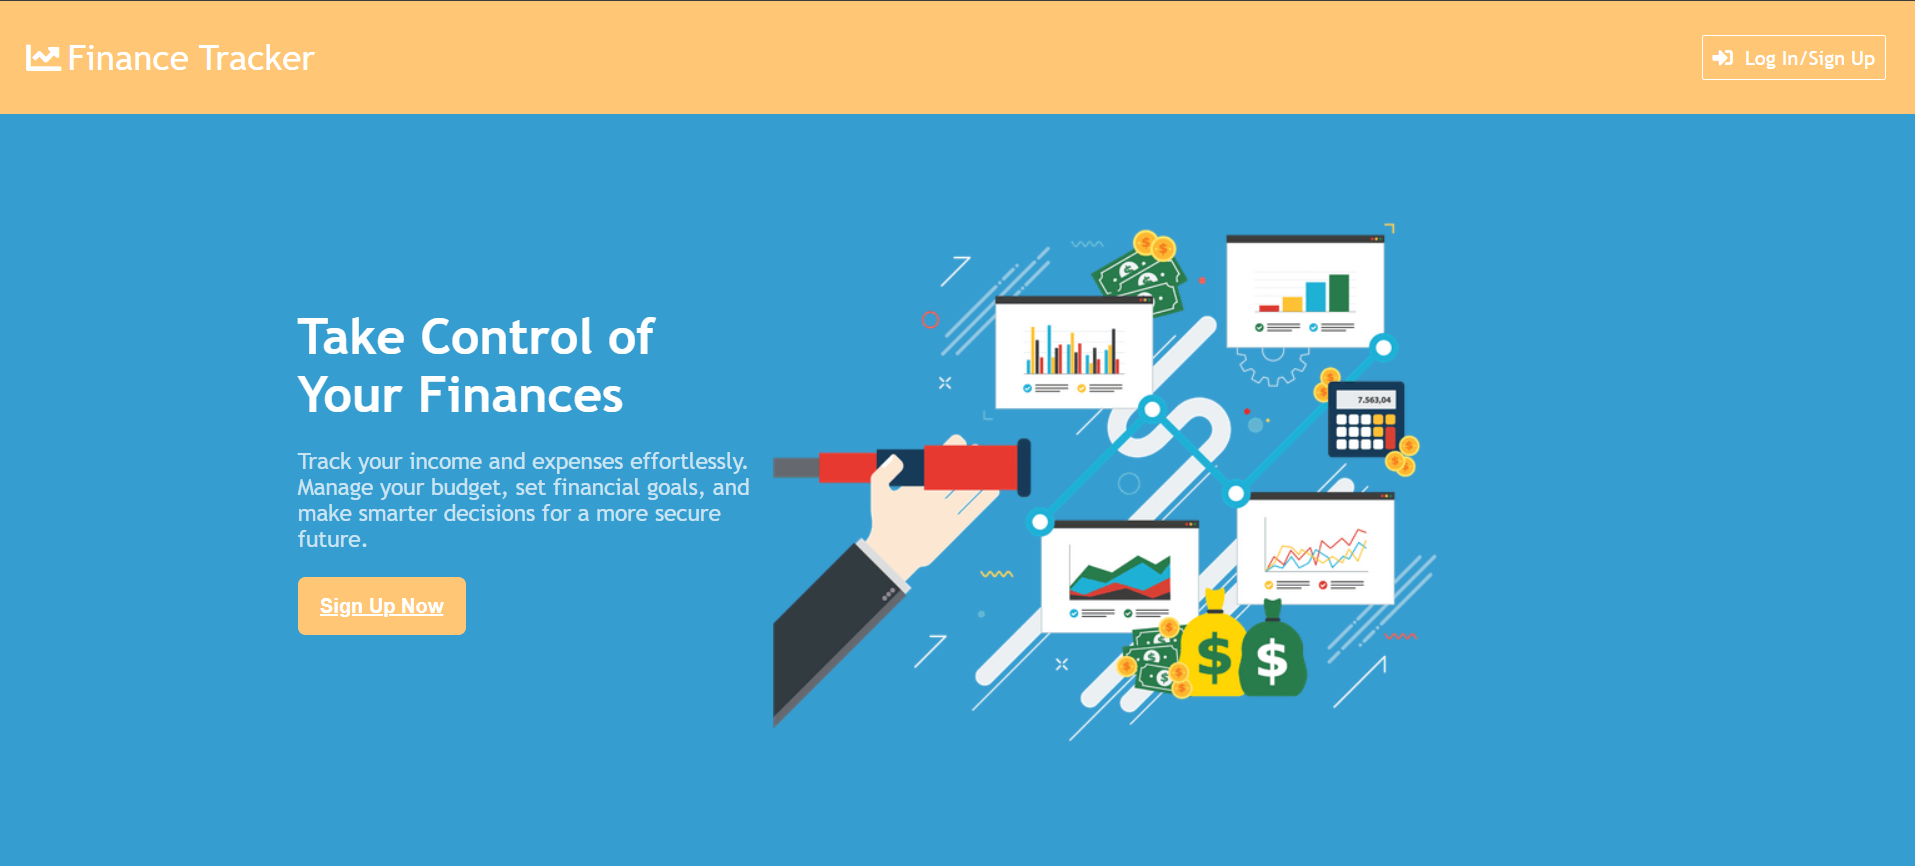 Finance Tracker
Log In/Sign Up
Take Control of
Your Finances
Track your income and expenses effortlessly.
Manage your budget, set financial goals, and
make smarter decisions for a more secure
future.
Sign Up Now
7.563,04
$
$